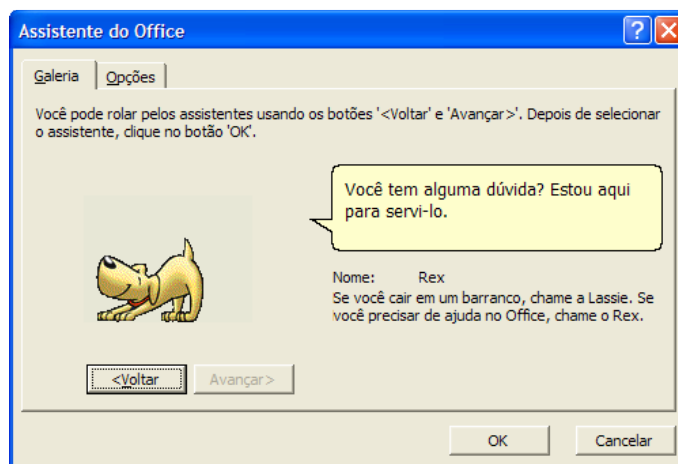 Assistente do Office
Galeria
Opções
Você pode rolar pelos assistentes usando os botões '<Voltar' e 'Avançar>'. Depois de selecionar
o assistente, clique no botão 'OK'.
Você tem alguma dúvida? Estou aqui
para servi-lo.
Nome: Rex
Se você cair em um barranco, chame a Lassie. Se
você precisar de ajuda no Office, chame o Rex.
<Voltar
Avançar>
OK
Cancelar